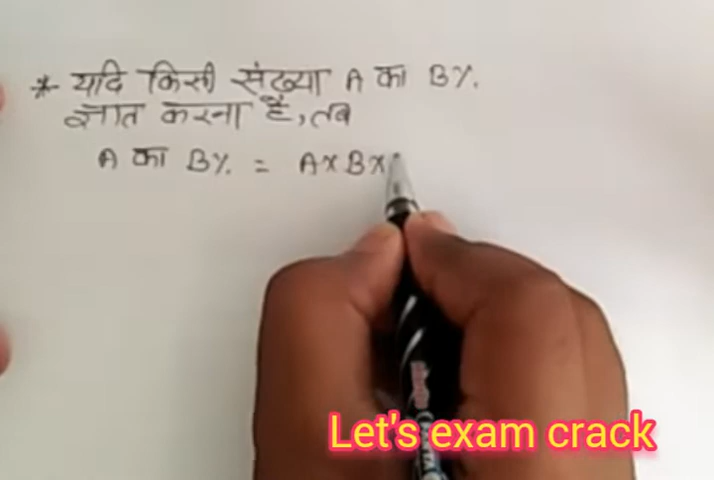 * यदि किसी संख्या A का B%.
ज्ञात करना है, तब
A का B% = A×B×
Let's exam crack